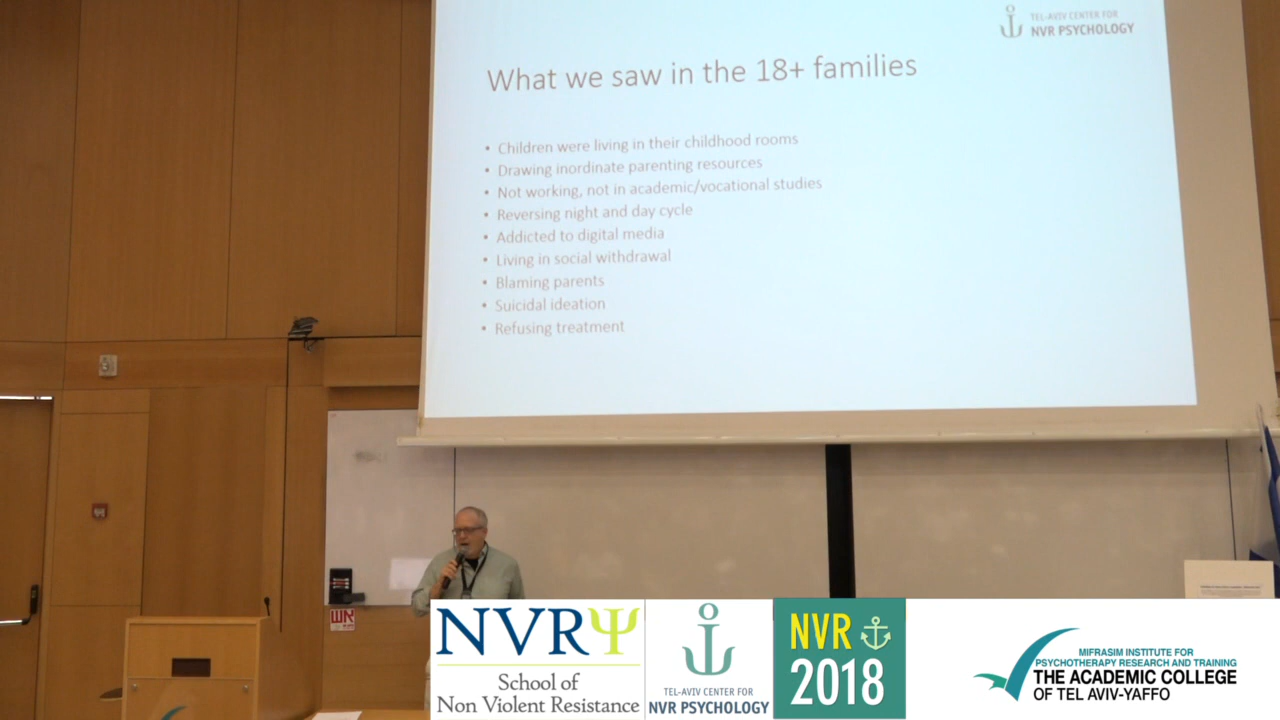 TEL-AVIV CENTER FOR
NVR PSYCHOLOGY
What we saw in the 18+ families
• Children were living in their childhood rooms
• Drawing inordinate parenting resources
• Not working, not in academic/vocational studies
• Reversing night and day cycle
• Addicted to digital media
• Living in social withdrawal
• Blaming parents
• Suicidal ideation
• Refusing treatment
אש
NVRΨ
School of
Non Violent Resistance
TEL-AVIV CENTER FOR
NVR PSYCHOLOGY
NVR
2018
MIFRASIM INSTITUTE FOR
PSYCHOTHERAPY RESEARCH AND TRAINING
THE ACADEMIC COLLEGE
OF TEL AVIV-YAFFO